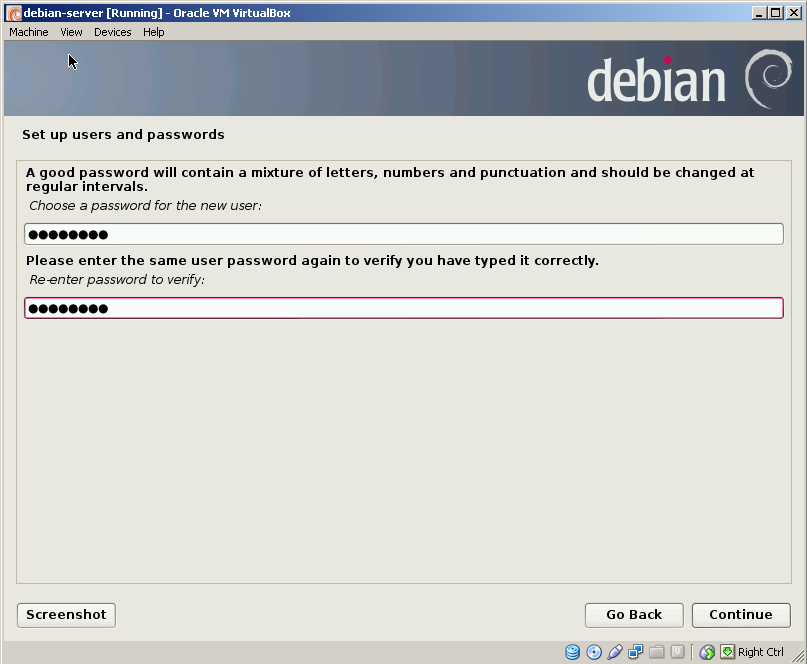 debian-server [Running] - Oracle VM VirtualBox
Machine View Devices Help
debian
Set up users and passwords
A good password will contain a mixture of letters, numbers and punctuation and should be changed at
regular intervals.
Choose a password for the new user:
●●●●●●●●
Please enter the same user password again to verify you have typed it correctly.
Re-enter password to verify:
●●●●●●●●
Screenshot Go Back Continue
Right Ctrl